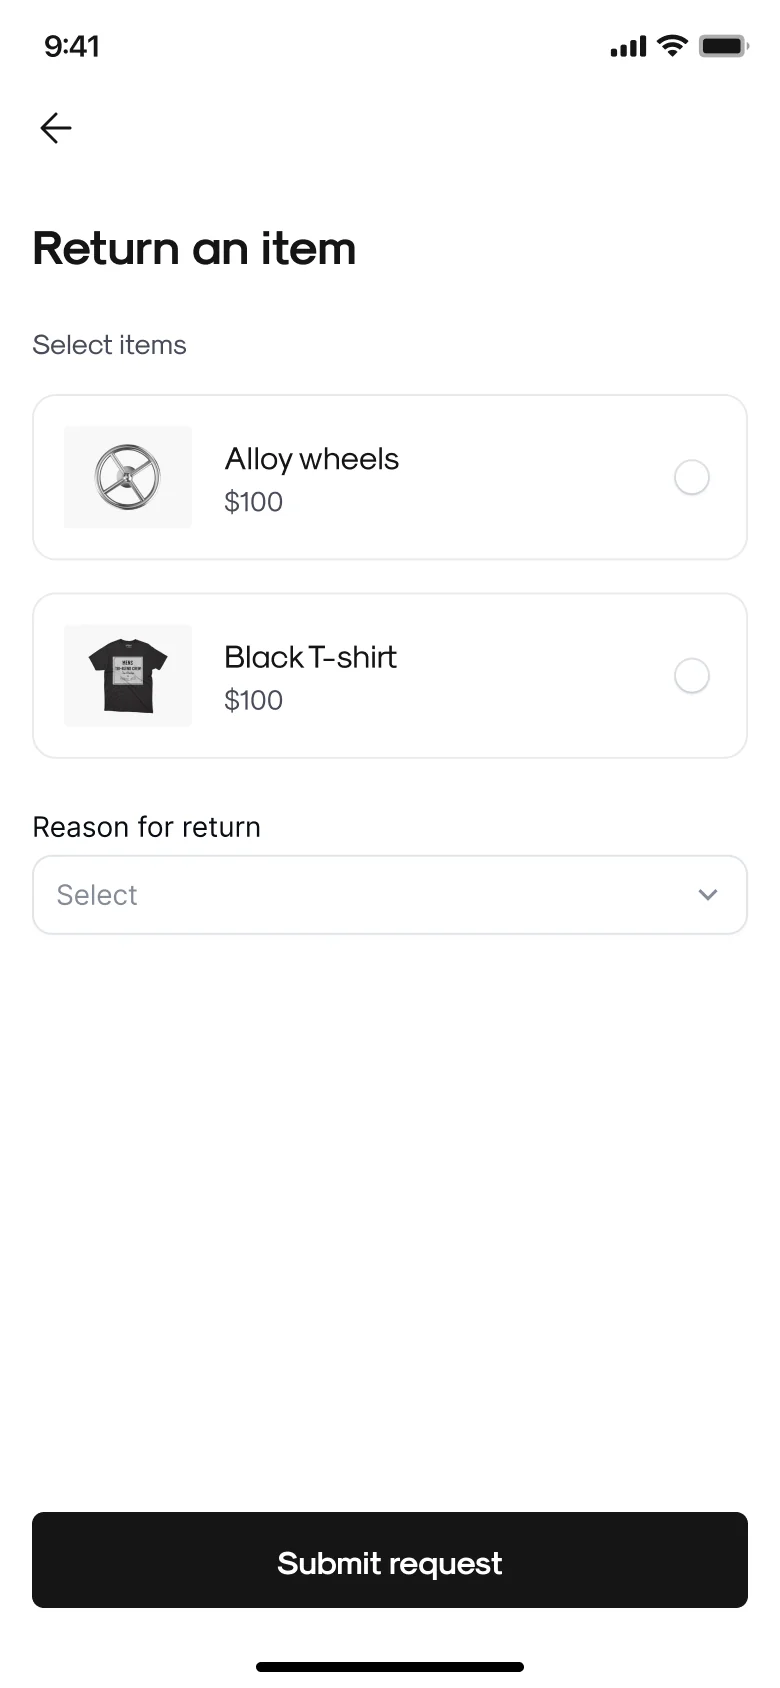 9:41
Return an item
Select items
Alloy wheels
$100
MENS
Black T-shirt
$100
Reason for return
Select
Submit request